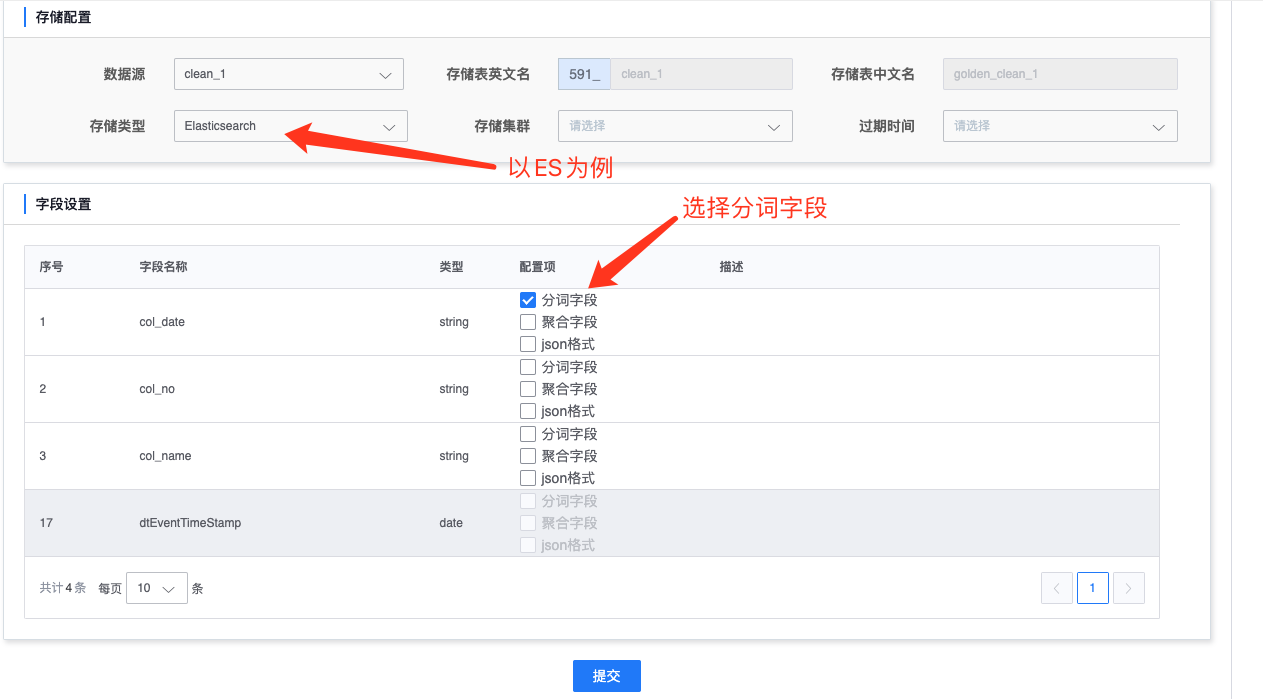 存储配置
数据源 clean_1 存储表英文名 591_ clean_1 存储表中文名 golden_clean_1
存储类型 Elasticsearch 存储集群 请选择 过期时间 请选择
以ES为例
字段设置
选择分词字段
序号 字段名称 类型 配置项 描述
1 col_date string
分词字段
聚合字段
json格式
2 col_no string
分词字段
聚合字段
json格式
3 col_name string
分词字段
聚合字段
json格式
17 dtEventTimeStamp date
分词字段
聚合字段
json格式
共计4条 每页 10 条 1
提交